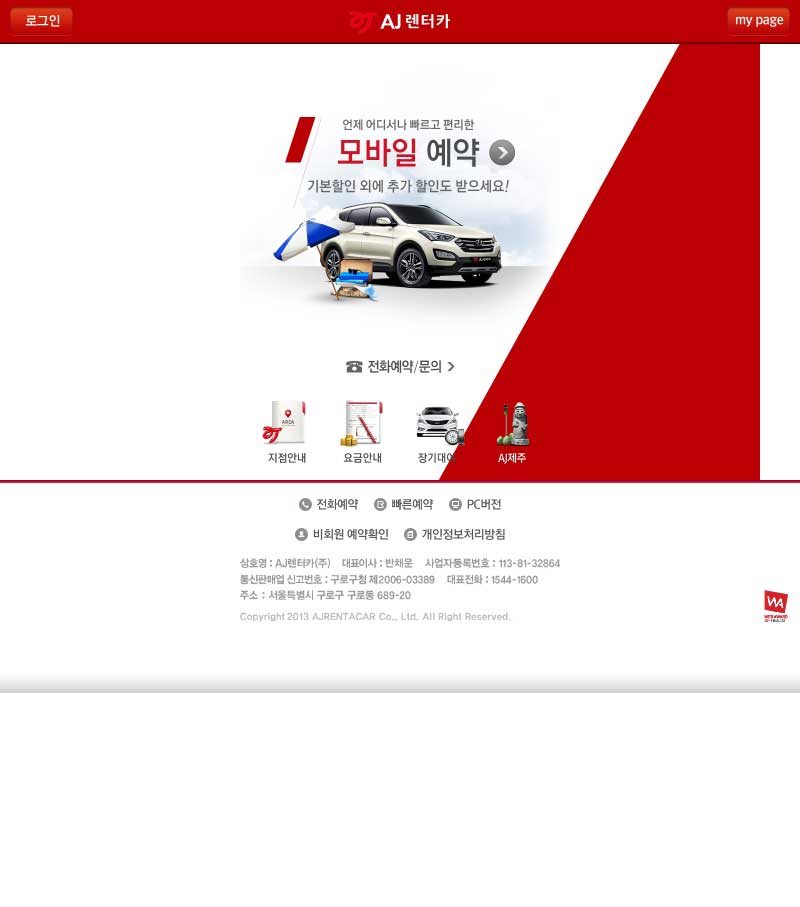 로그인
AJ 렌터카
my page
언제 어디서나 빠르고 편리한
모바일 예약
기본할인 외에 추가 할인도 받으세요!
전화예약/문의
AREA
지점안내 요금안내 장기대여 AJ제주
전화예약 빠른예약 PC버전
비회원 예약확인 개인정보처리방침
상호명 : AJ렌터카(주) 대표이사 : 반채운 사업자등록번호 : 113-81-32864
통신판매업 신고번호 : 구로구청 제2006-03389 대표전화 : 1544-1600
주소 : 서울특별시 구로구 구로동 689-20
WA
WEB AWARD
Copyright 2013 AJRENTACAR Co., Ltd. All Right Reserved.